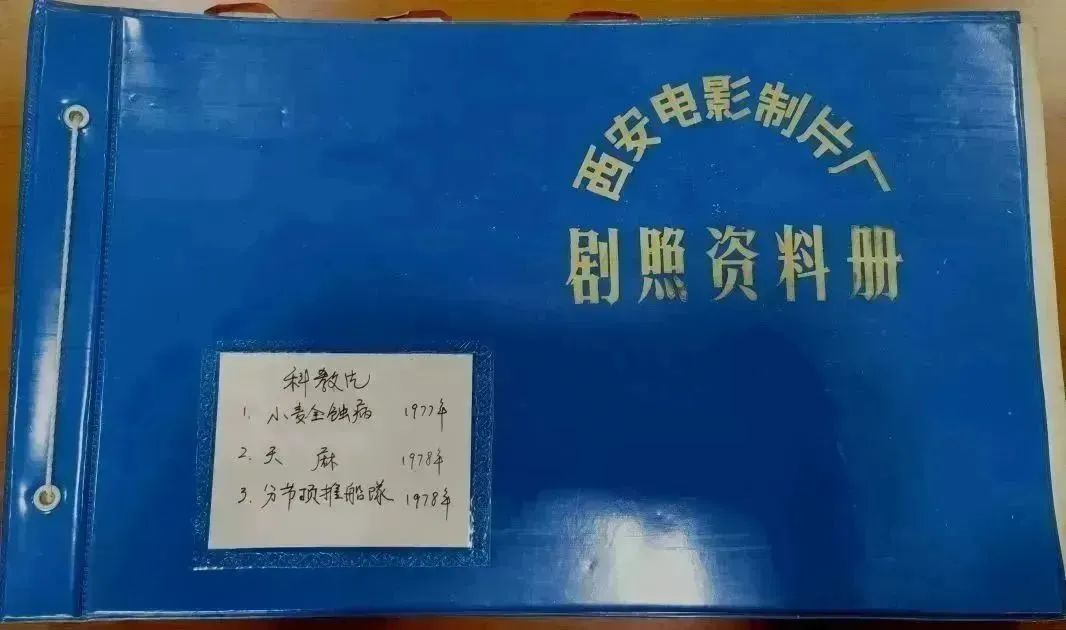 西安电影制片厂
剧照资料册
科教片
1. 小麦全蚀病 1977年
2. 天麻 1978年
3. 分节顶推船队 1978年